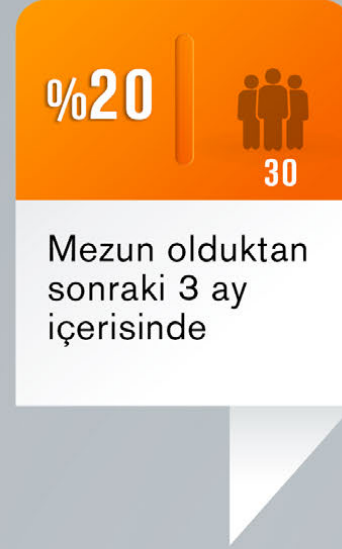 %20
30
Mezun olduktan
sonraki 3 ay
içerisinde